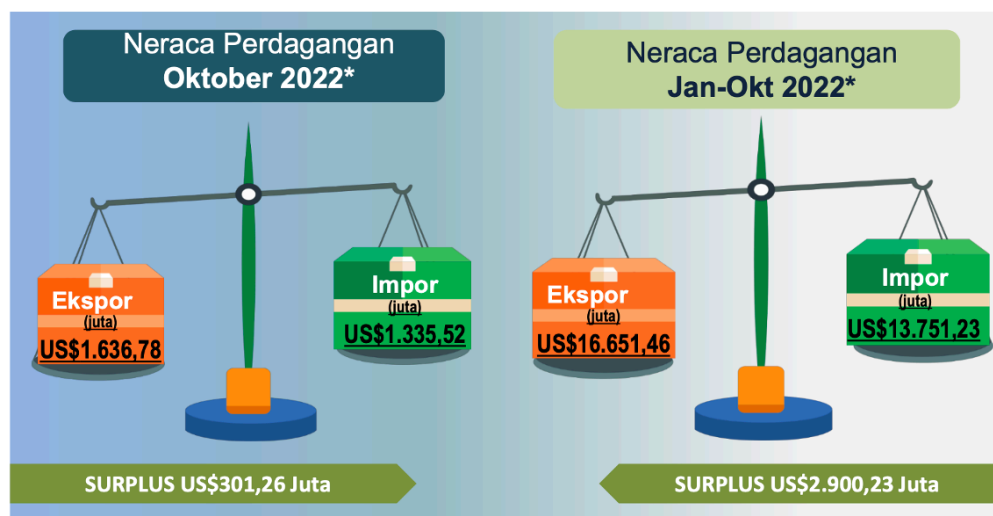 Neraca Perdagangan
Oktober 2022*
Ekspor
(juta)
US$1.636,78
Impor
(juta)
US$1.335,52
SURPLUS US$301,26 Juta
Neraca Perdagangan
Jan-Okt 2022*
Ekspor
(juta)
US$16.651,46
Impor
(juta)
US$13.751,23
SURPLUS US$2.900,23 Juta